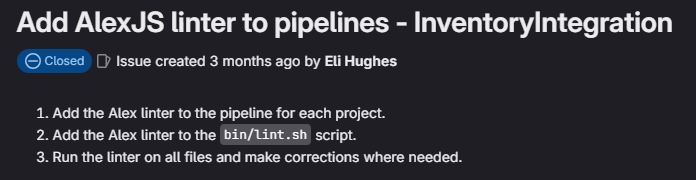 Add AlexJS linter to pipelines - InventoryIntegration
Closed Issue created 3 months ago by Eli Hughes
1. Add the Alex linter to the pipeline for each project.
2. Add the Alex linter to the bin/lint.sh script.
3. Run the linter on all files and make corrections where needed.